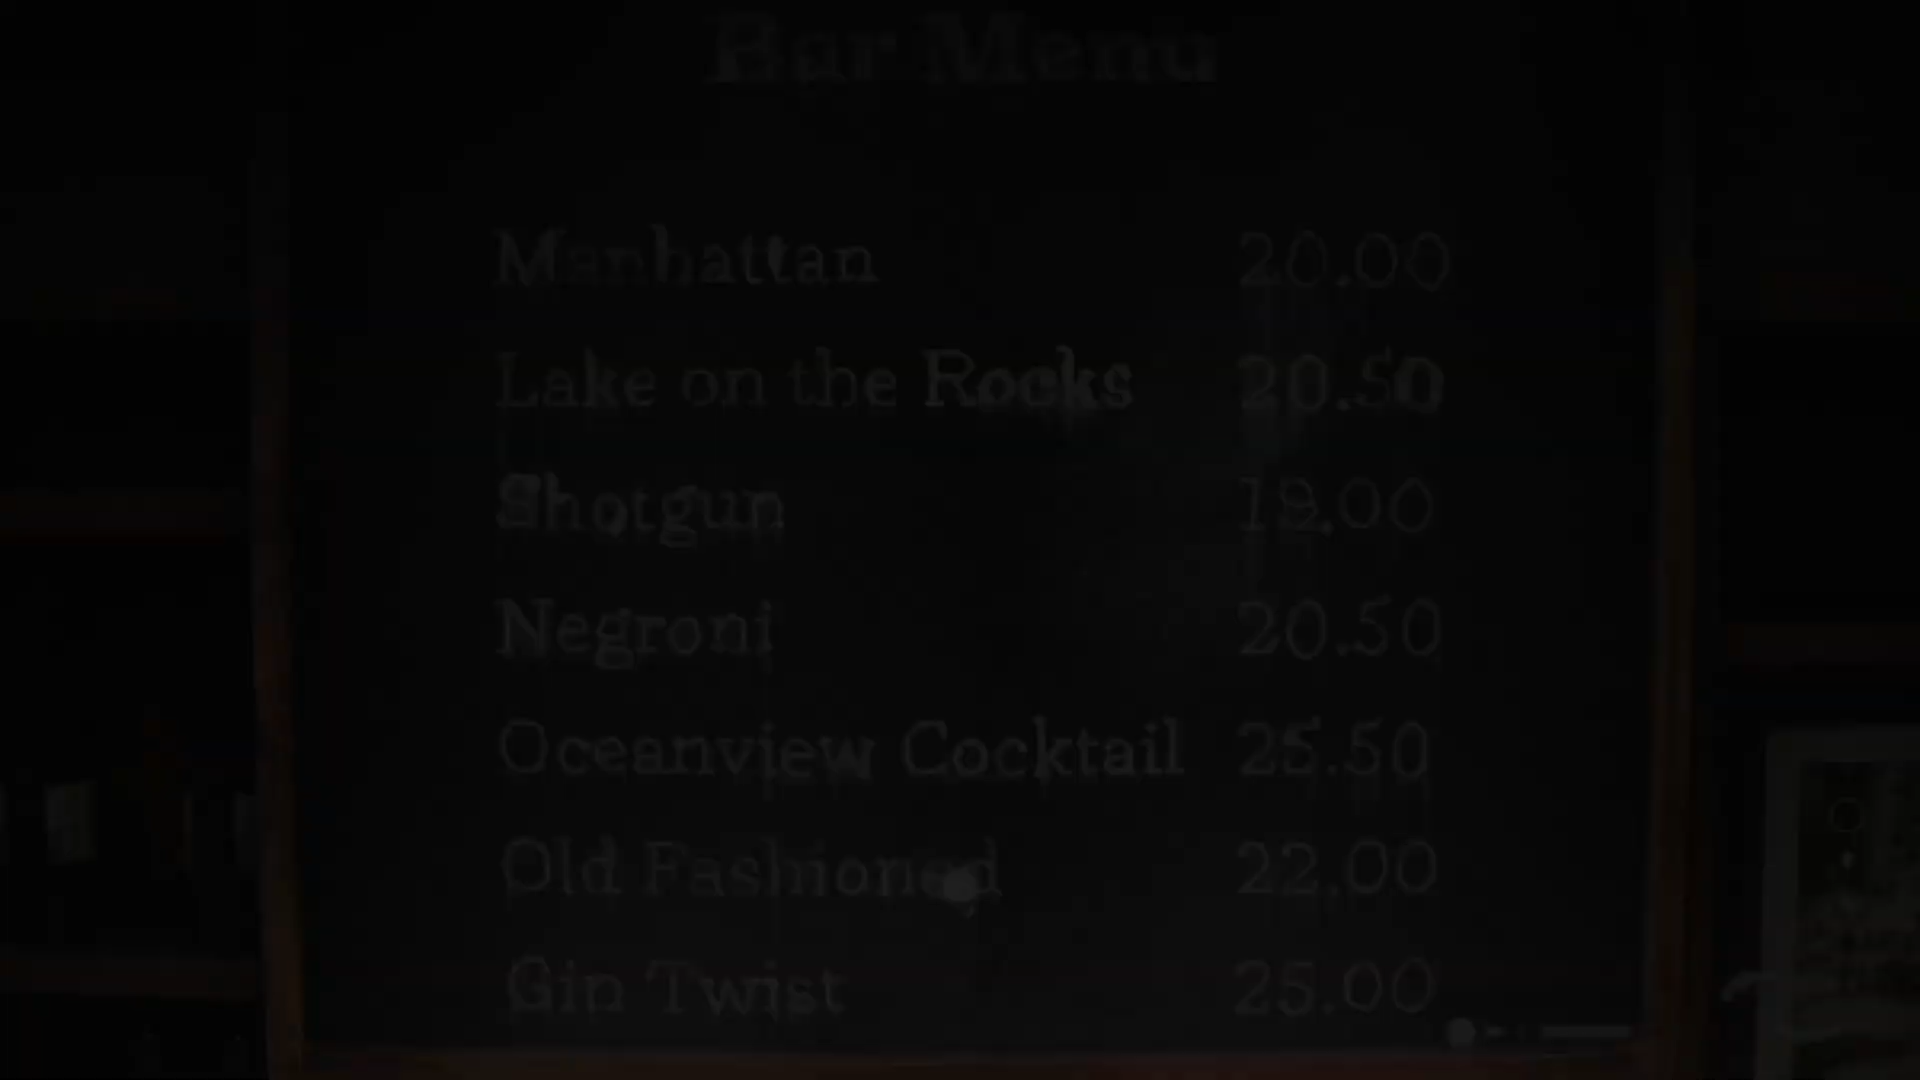 Bar Menu
Manhattan 20.00
Lake on the Rocks 20.50
Shotgun 19.00
Negroni 20.50
Oceanview Cocktail 25.50
Old Fashioned 22.00
Gin Twist 25.00